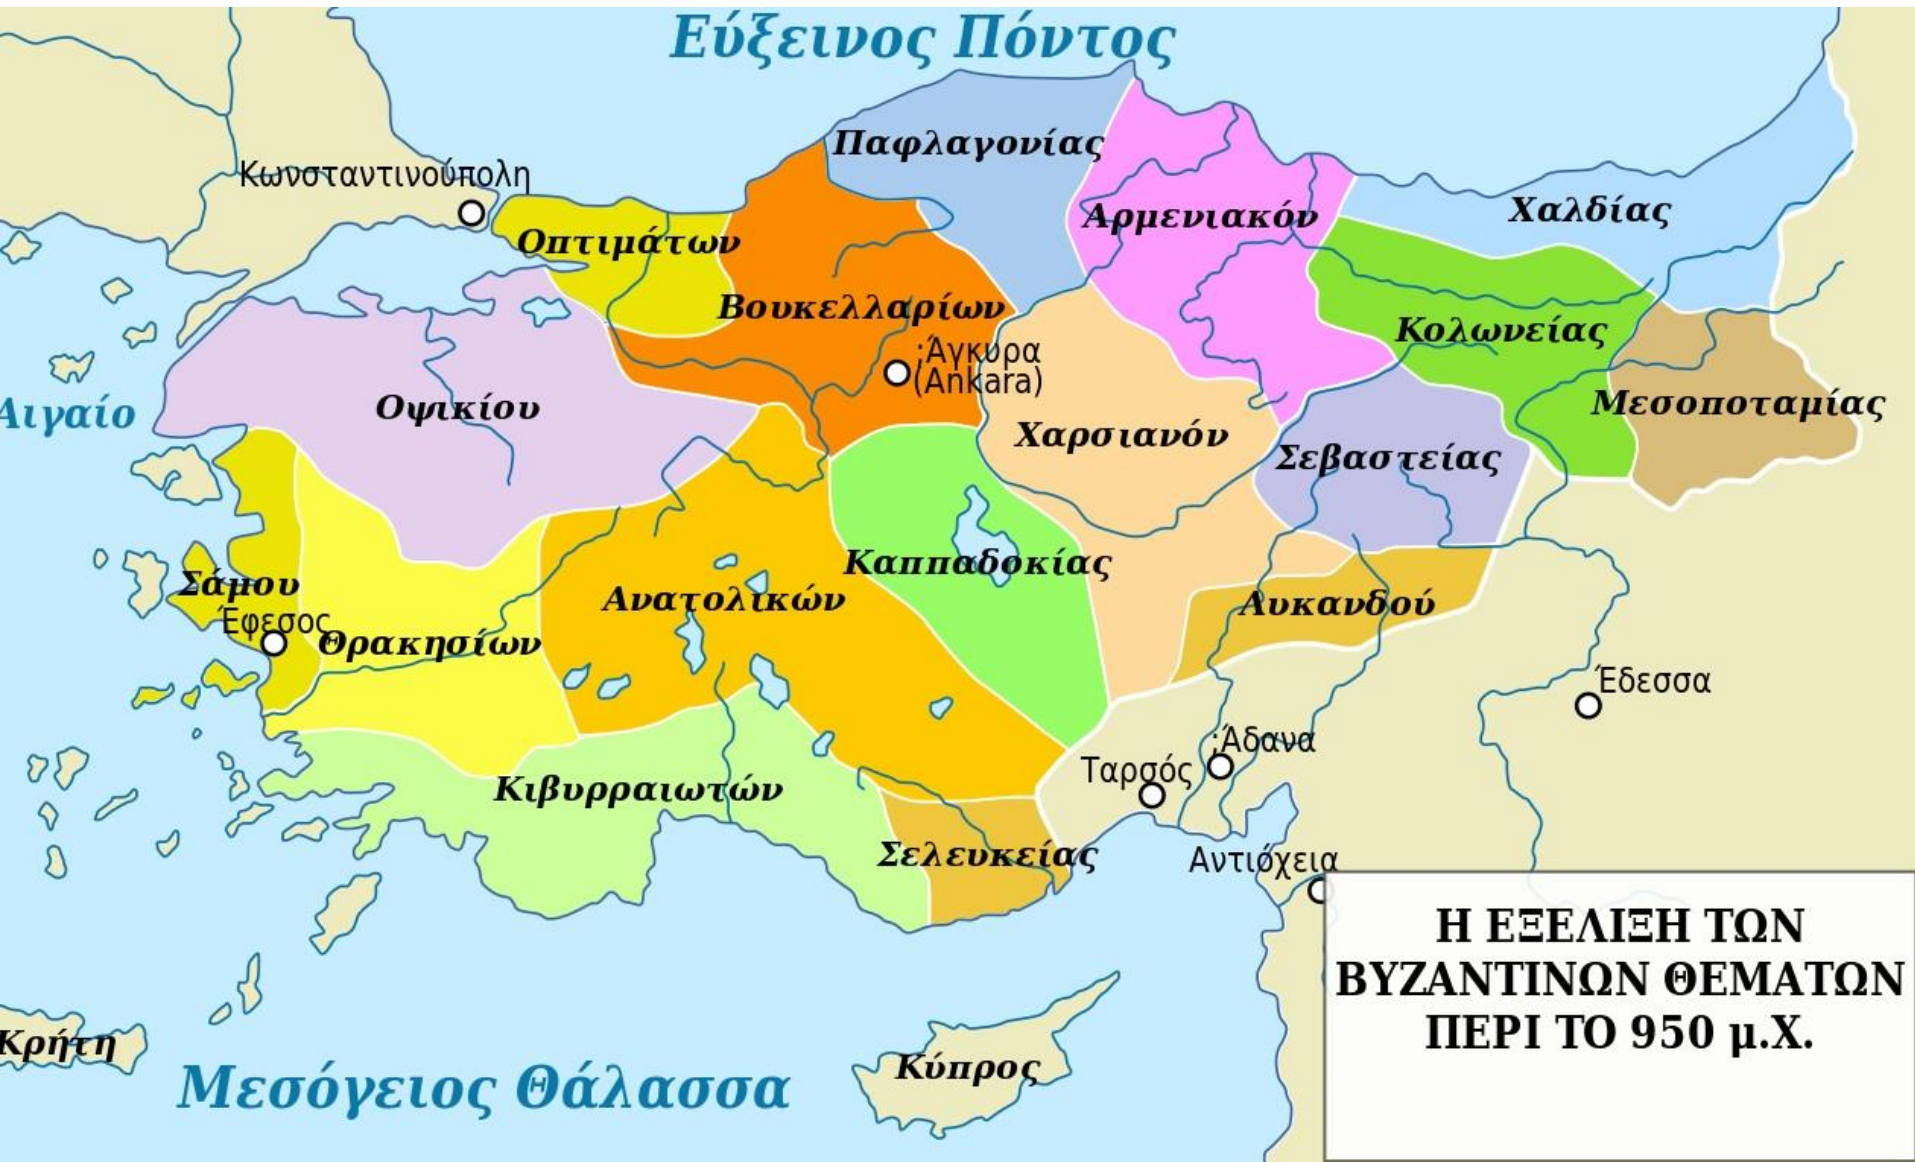 Εύξεινος Πόντος
Παφλαγονίας
Κωνσταντινούπολη
Αρμενιακόν
Χαλδίας
Οπτιμάτων
Βουκελλαρίων
Κολωνείας
;Άγκυρα
(Ankara)
Αιγαίο
Οψικίου
Μεσοποταμίας
Χαρσιανόν
Σεβαστείας
Καππαδοκίας
Σάμου
Ανατολικών
Λυκανδού
Έφεσος
Θρακησίων
Έδεσσα
;Άδανα
Ταρσός
Κιβυρραιωτών
Σελευκείας
Αντιόχεια
Η ΕΞΕΛΙΞΗ ΤΩΝ
ΒΥΖΑΝΤΙΝΩΝ ΘΕΜΑΤΩΝ
ΠΕΡΙ ΤΟ 950 μ.Χ.
Κρήτη
Κύπρος
Μεσόγειος Θάλασσα